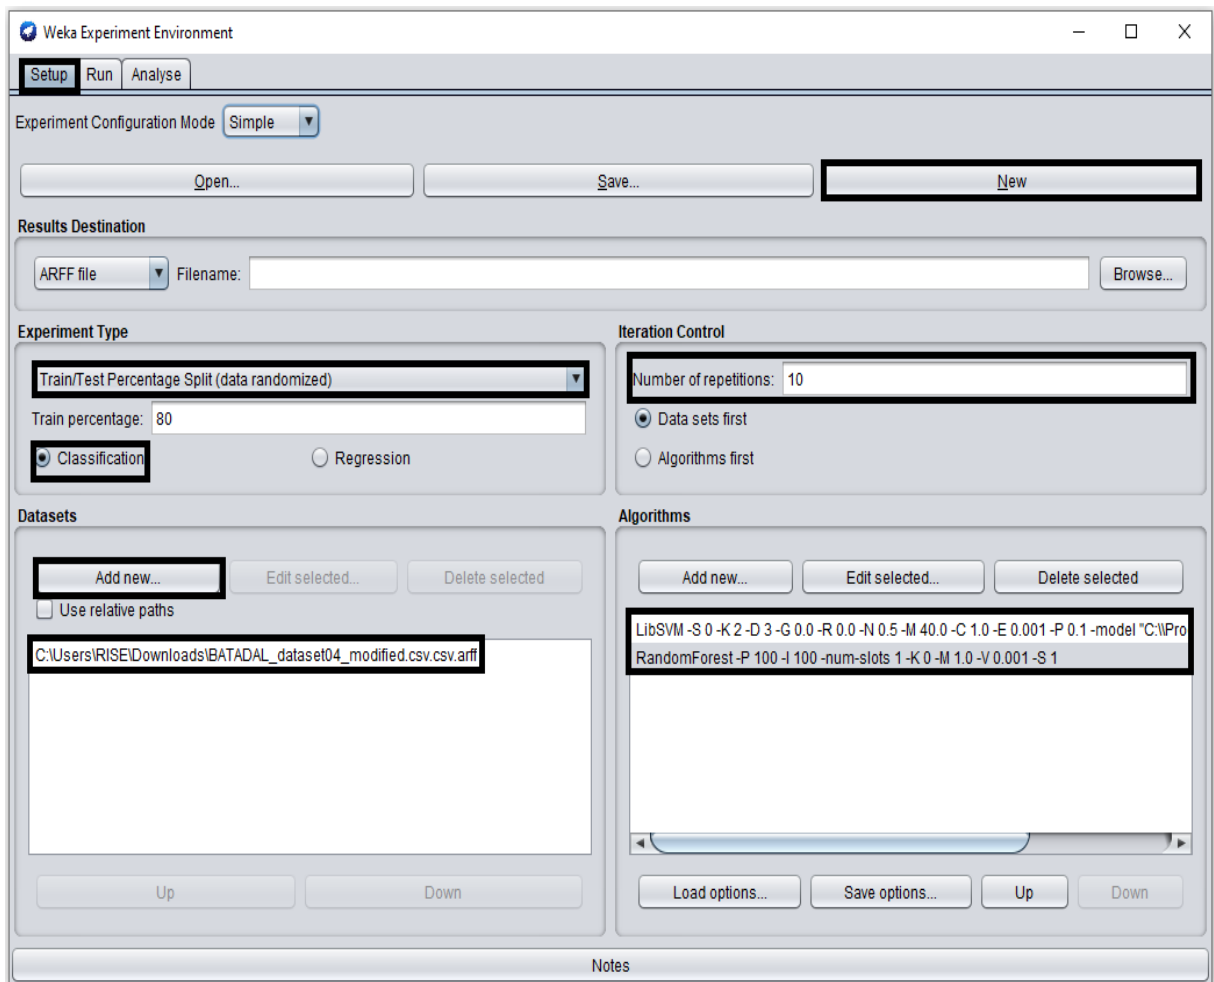 Weka Experiment Environment
Setup Run Analyse
Experiment Configuration Mode Simple
Open... Save... New
Results Destination
ARFF file Filename: Browse...
Experiment Type
Train/Test Percentage Split (data randomized)
Train percentage: 80
Classification Regression
Iteration Control
Number of repetitions: 10
Data sets first
Algorithms first
Datasets
Add new... Edit selected... Delete selected
Use relative paths
C:\Users\RISE\Downloads\BATADAL_dataset04_modified.csv.csv.arff
Up Down
Algorithms
Add new... Edit selected... Delete selected
LibSVM -S 0 -K 2 -D 3 -G 0.0 -R 0.0 -N 0.5 -M 40.0 -C 1.0 -E 0.001 -P 0.1 -model "C:\\Pro
RandomForest -P 100 -I 100 -num-slots 1 -K 0 -M 1.0 -V 0.001 -S 1
Load options... Save options... Up Down
Notes